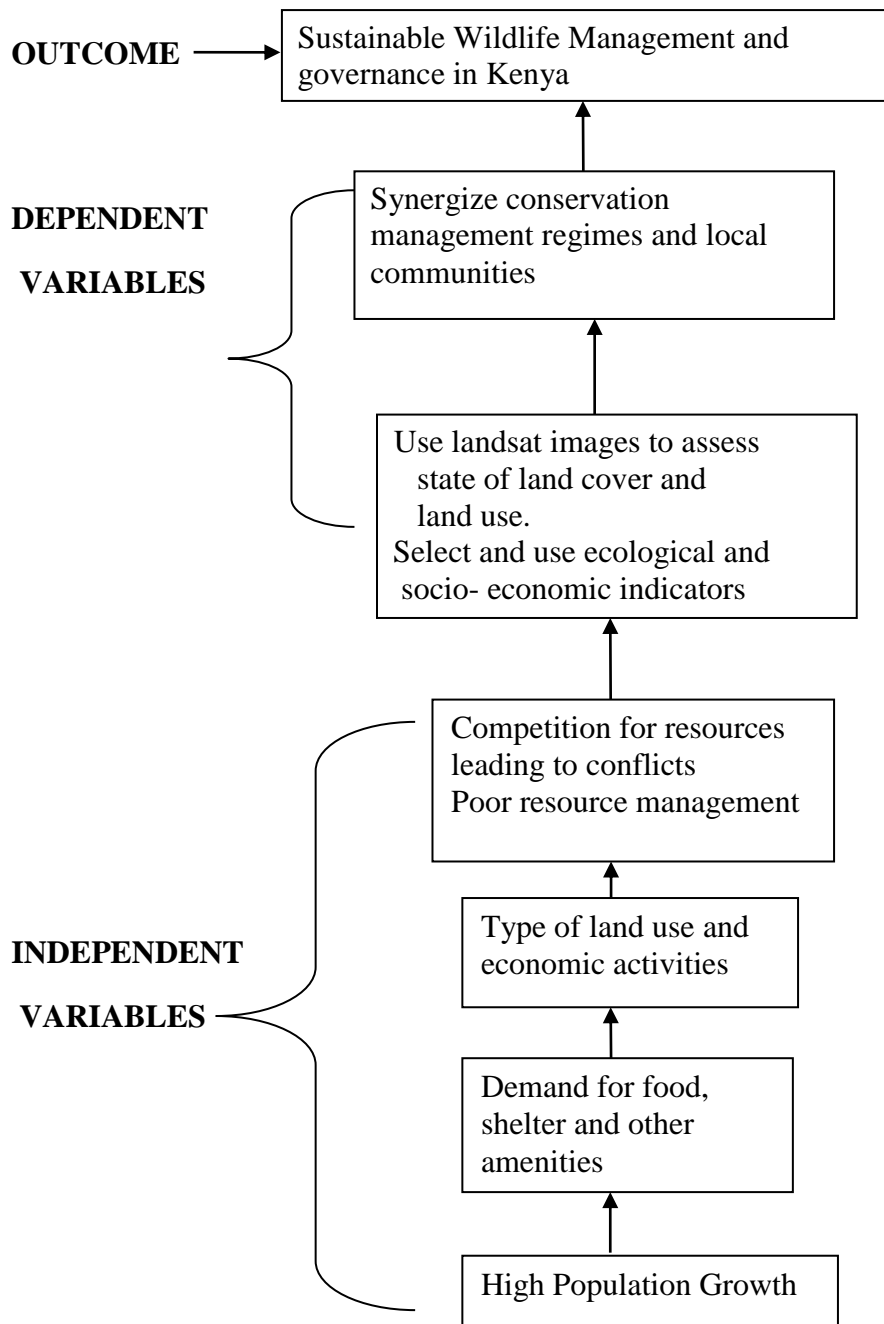 OUTCOME
Sustainable Wildlife Management and
governance in Kenya
DEPENDENT
VARIABLES
Synergize conservation
management regimes and local
communities
Use landsat images to assess
state of land cover and
land use.
Select and use ecological and
socio- economic indicators
INDEPENDENT
VARIABLES
Competition for resources
leading to conflicts
Poor resource management
Type of land use and
economic activities
Demand for food,
shelter and other
amenities
High Population Growth